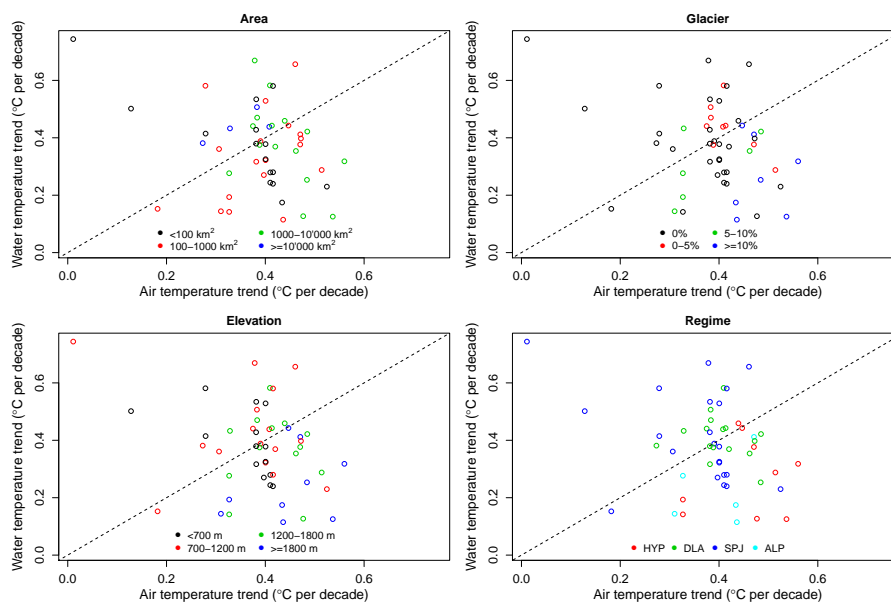 Area
Water temperature trend (°C per decade)
0.0 0.2 0.4 0.6
<100 km²
100−1000 km²
1000−10'000 km²
>=10'000 km²
0.0 0.2 0.4 0.6
Air temperature trend (°C per decade)
Glacier
Water temperature trend (°C per decade)
0.0 0.2 0.4 0.6
0%
0−5%
5−10%
>=10%
0.0 0.2 0.4 0.6
Air temperature trend (°C per decade)
Elevation
Water temperature trend (°C per decade)
0.0 0.2 0.4 0.6
<700 m
700−1200 m
1200−1800 m
>=1800 m
0.0 0.2 0.4 0.6
Air temperature trend (°C per decade)
Regime
Water temperature trend (°C per decade)
0.0 0.2 0.4 0.6
HYP DLA SPJ ALP
0.0 0.2 0.4 0.6
Air temperature trend (°C per decade)